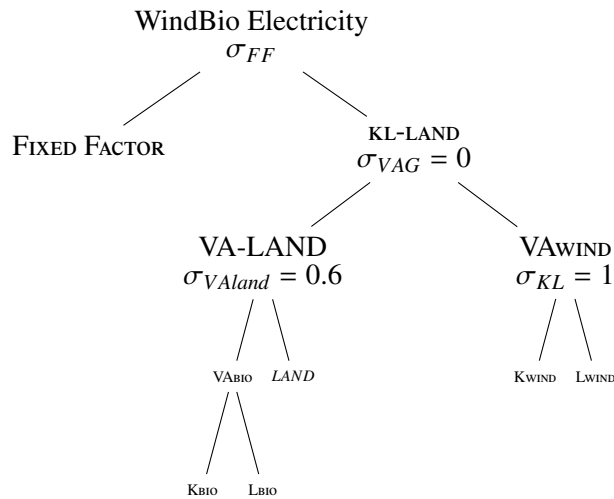 WindBio Electricity
σFF
FIXED FACTOR
KL-LAND
σVAG = 0
VA-LAND
σVAland = 0.6
VAWIND
σKL = 1
VABIO
LAND
KWIND
LWIND
KBIO
LBIO